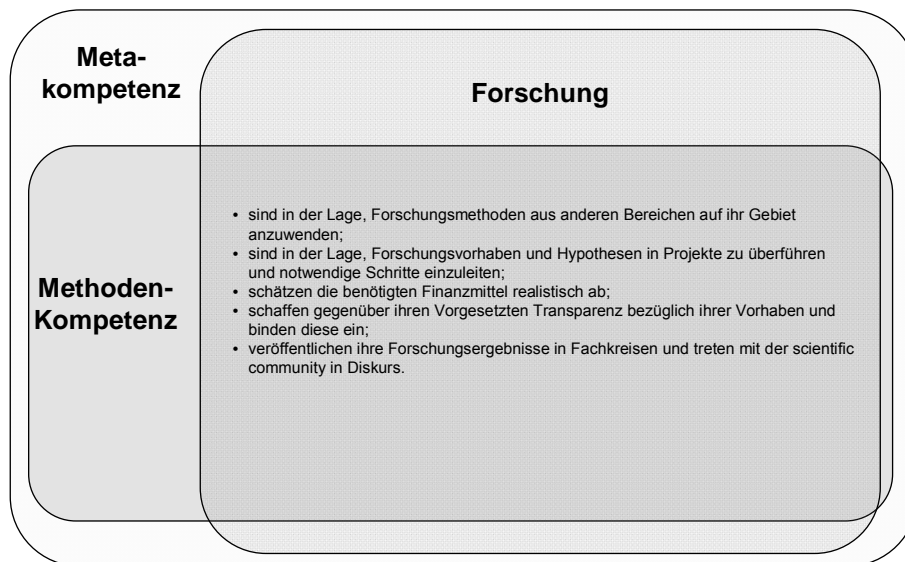 Meta-
kompetenz
Forschung
Methoden-
Kompetenz
• sind in der Lage, Forschungsmethoden aus anderen Bereichen auf ihr Gebiet
anzuwenden;
• sind in der Lage, Forschungsvorhaben und Hypothesen in Projekte zu überführen
und notwendige Schritte einzuleiten;
• schätzen die benötigten Finanzmittel realistisch ab;
• schaffen gegenüber ihren Vorgesetzten Transparenz bezüglich ihrer Vorhaben und
binden diese ein;
• veröffentlichen ihre Forschungsergebnisse in Fachkreisen und treten mit der scientific
community in Diskurs.